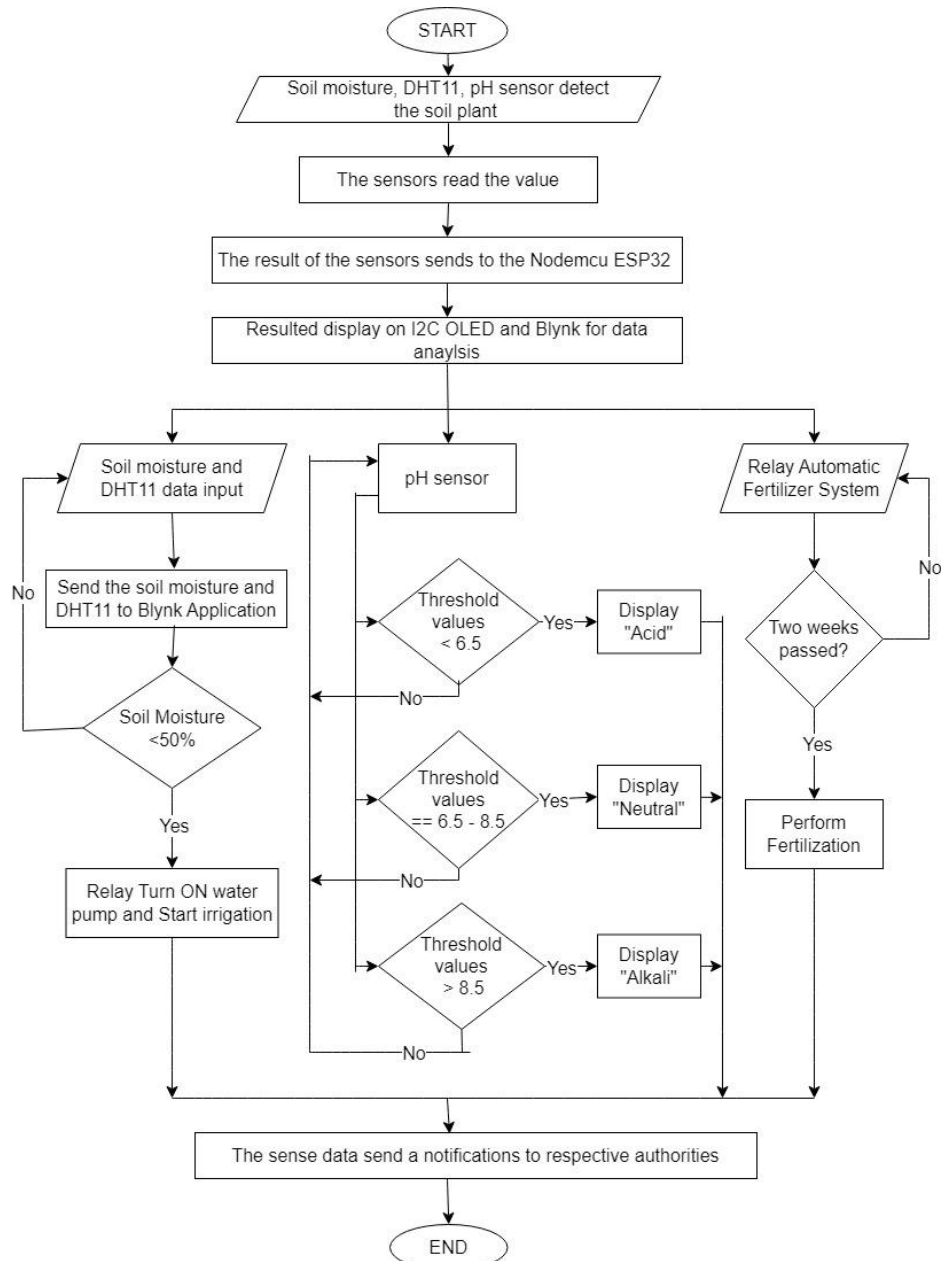 START
Soil moisture, DHT11, pH sensor detect
the soil plant
The sensors read the value
The result of the sensors sends to the Nodemcu ESP32
Resulted display on I2C OLED and Blynk for data
anaylsis
Soil moisture and
DHT11 data input
No
Send the soil moisture and
DHT11 to Blynk Application
Soil Moisture
<50%
Yes
Relay Turn ON water
pump and Start irrigation
pH sensor
Threshold
values
< 6.5
Yes
Display
"Acid"
No
Threshold
values
== 6.5 - 8.5
Yes
Display
"Neutral"
No
Threshold
values
> 8.5
Yes
Display
"Alkali"
No
Relay Automatic
Fertilizer System
No
Two weeks
passed?
Yes
Perform
Fertilization
The sense data send a notifications to respective authorities
END